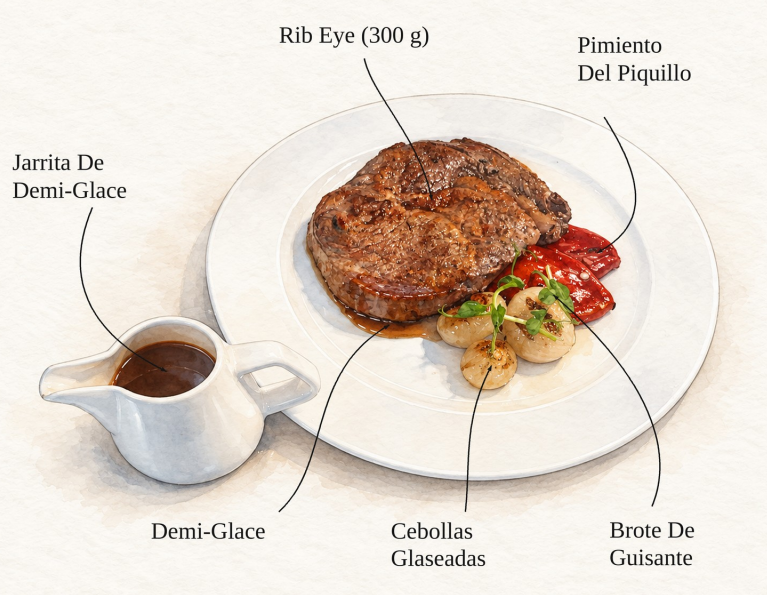 Rib Eye (300 g)
Pimiento
Del Piquillo
Jarrita De
Demi-Glace
Demi-Glace
Cebollas
Glaseadas
Brote De
Guisante